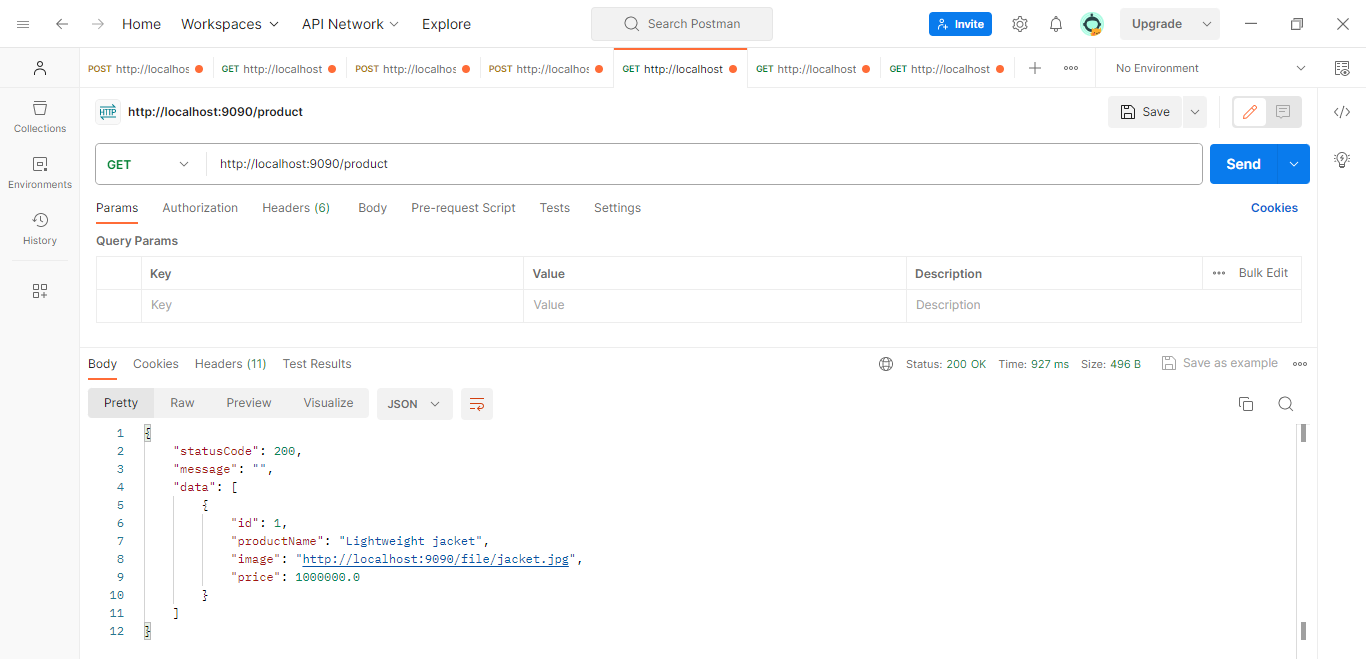 Home Workspaces API Network Explore Search Postman Invite Upgrade
POST http://localhos GET http://localhost POST http://localhos POST http://localhos GET http://localhost GET http://localhost GET http://localhost No Environment
HTTP http://localhost:9090/product Save
Collections
Environments
History
GET http://localhost:9090/product Send
Params Authorization Headers (6) Body Pre-request Script Tests Settings Cookies
Query Params
Key Value Description Bulk Edit
Key Value Description
Body Cookies Headers (11) Test Results Status: 200 OK Time: 927 ms Size: 496 B Save as example
Pretty Raw Preview Visualize JSON
1 {
2 "statusCode": 200,
3 "message": "",
4 "data": [
5 {
6 "id": 1,
7 "productName": "Lightweight jacket",
8 "image": "http://localhost:9090/file/jacket.jpg",
9 "price": 1000000.0
10 }
11 ]
12 }